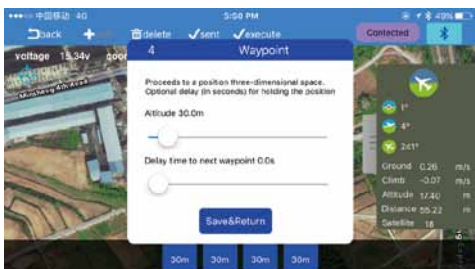 中国移动 4G
5:50 PM
49%
back
delete
sent
execute
Contected
voltage 15.34v
4
Waypoint
Minsheng 4th Road
Proceeds to a position three-dimensional space.
Optional delay (in seconds) for holding the position
Altitude 30.0m
Delay time to next waypoint 0.0s
Save&Return
1°
4°
241°
Ground 0.26 m/s
Climb -0.07 m/s
Altitude 17.40 m
Distance 55.22 m
Satellite 18
30m 30m 30m 30m